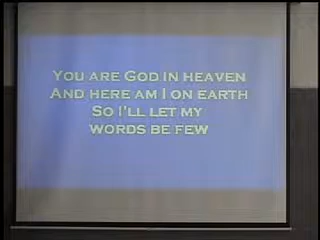 You are God in heaven
And here am I on earth
So I'll let my
words be few